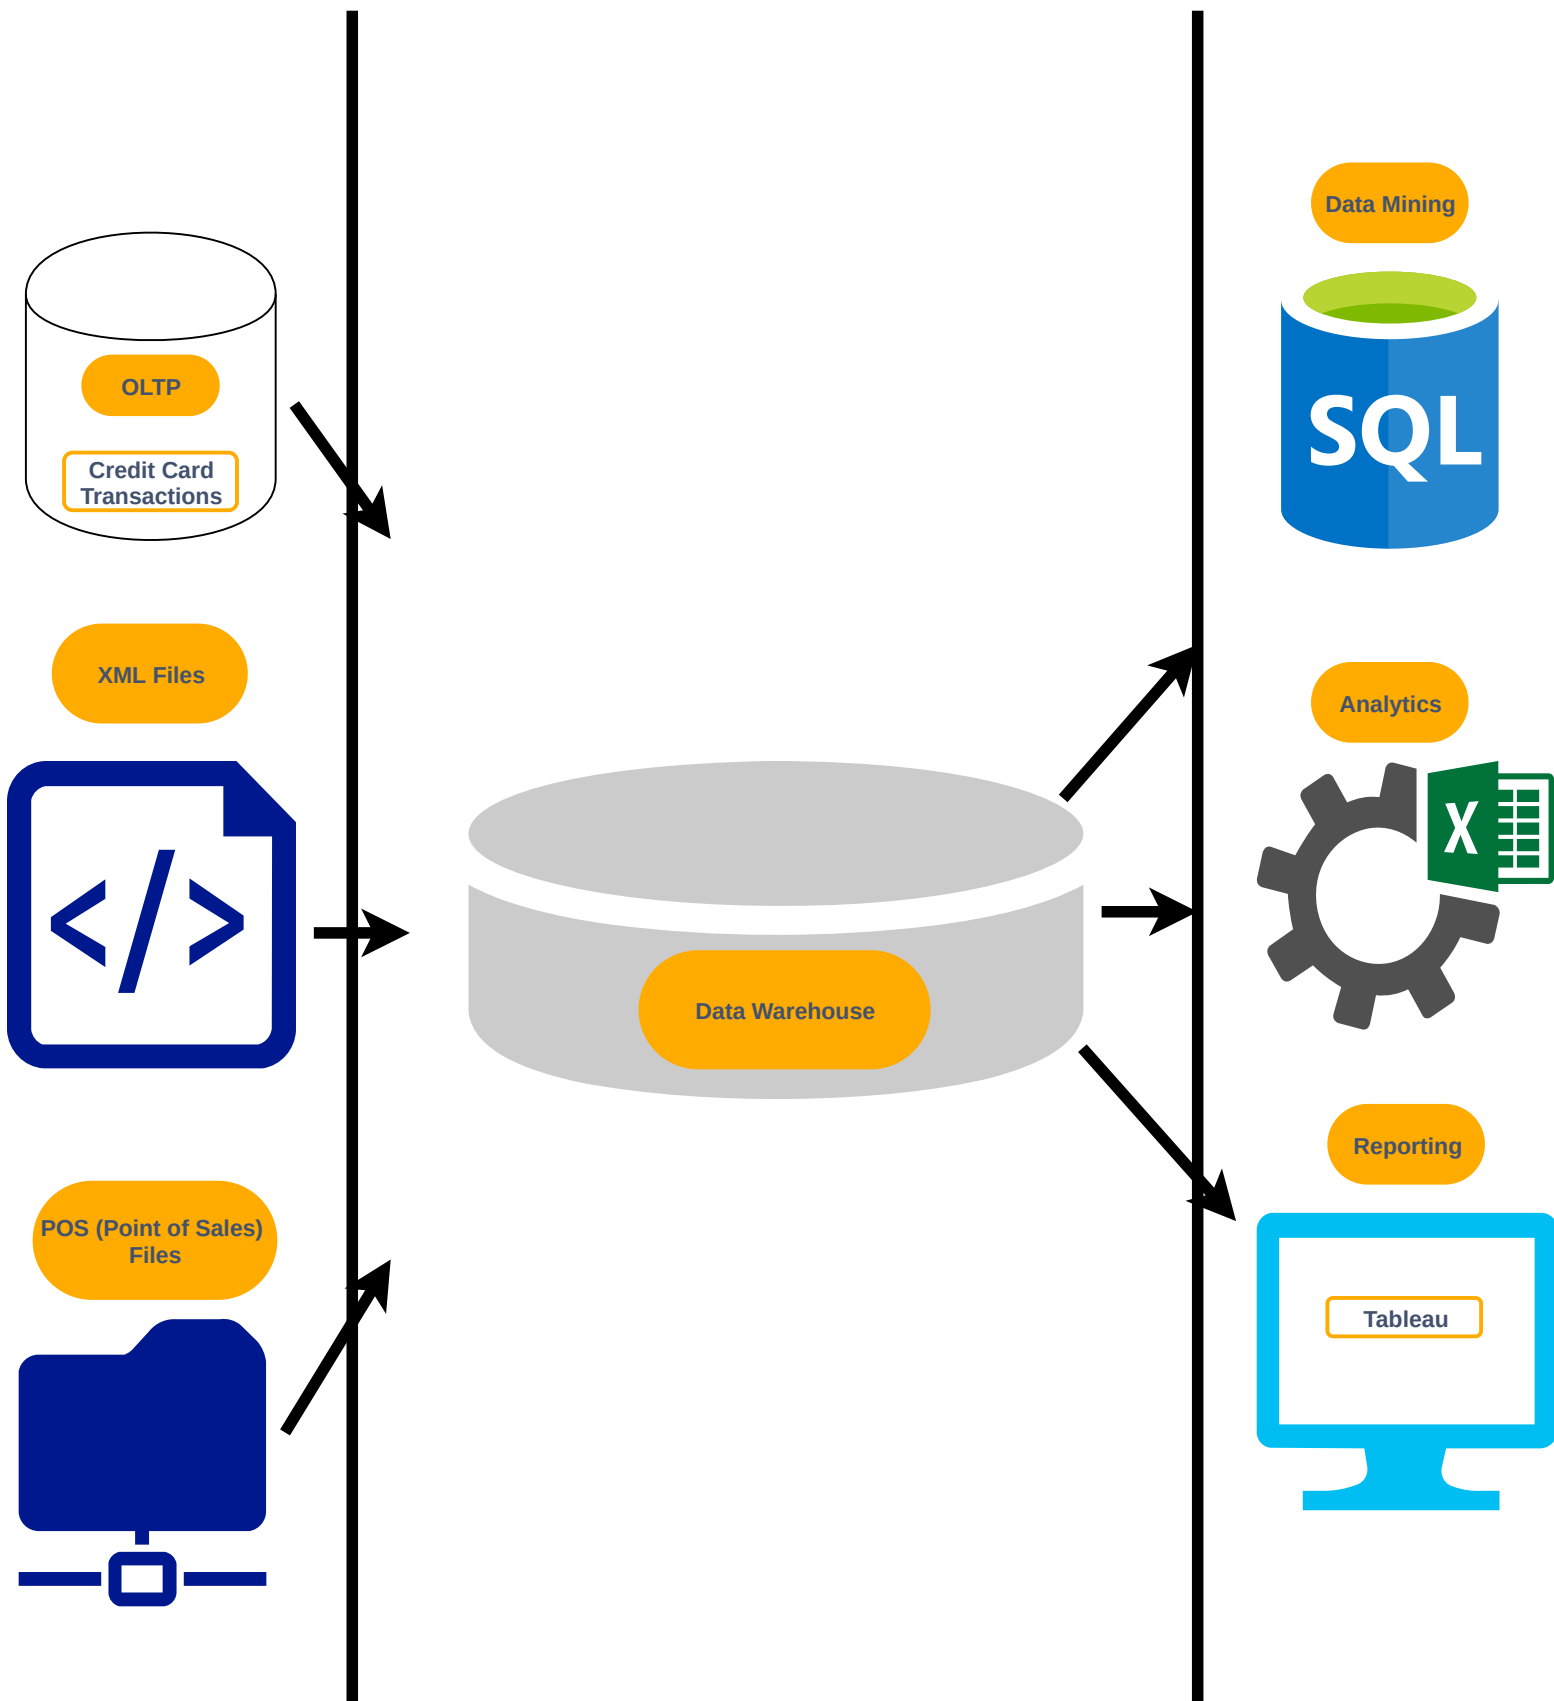 OLTP
Credit Card
Transactions
XML Files
</>
POS (Point of Sales)
Files
Data Warehouse
Data Mining
SQL
Analytics
X
Reporting
Tableau